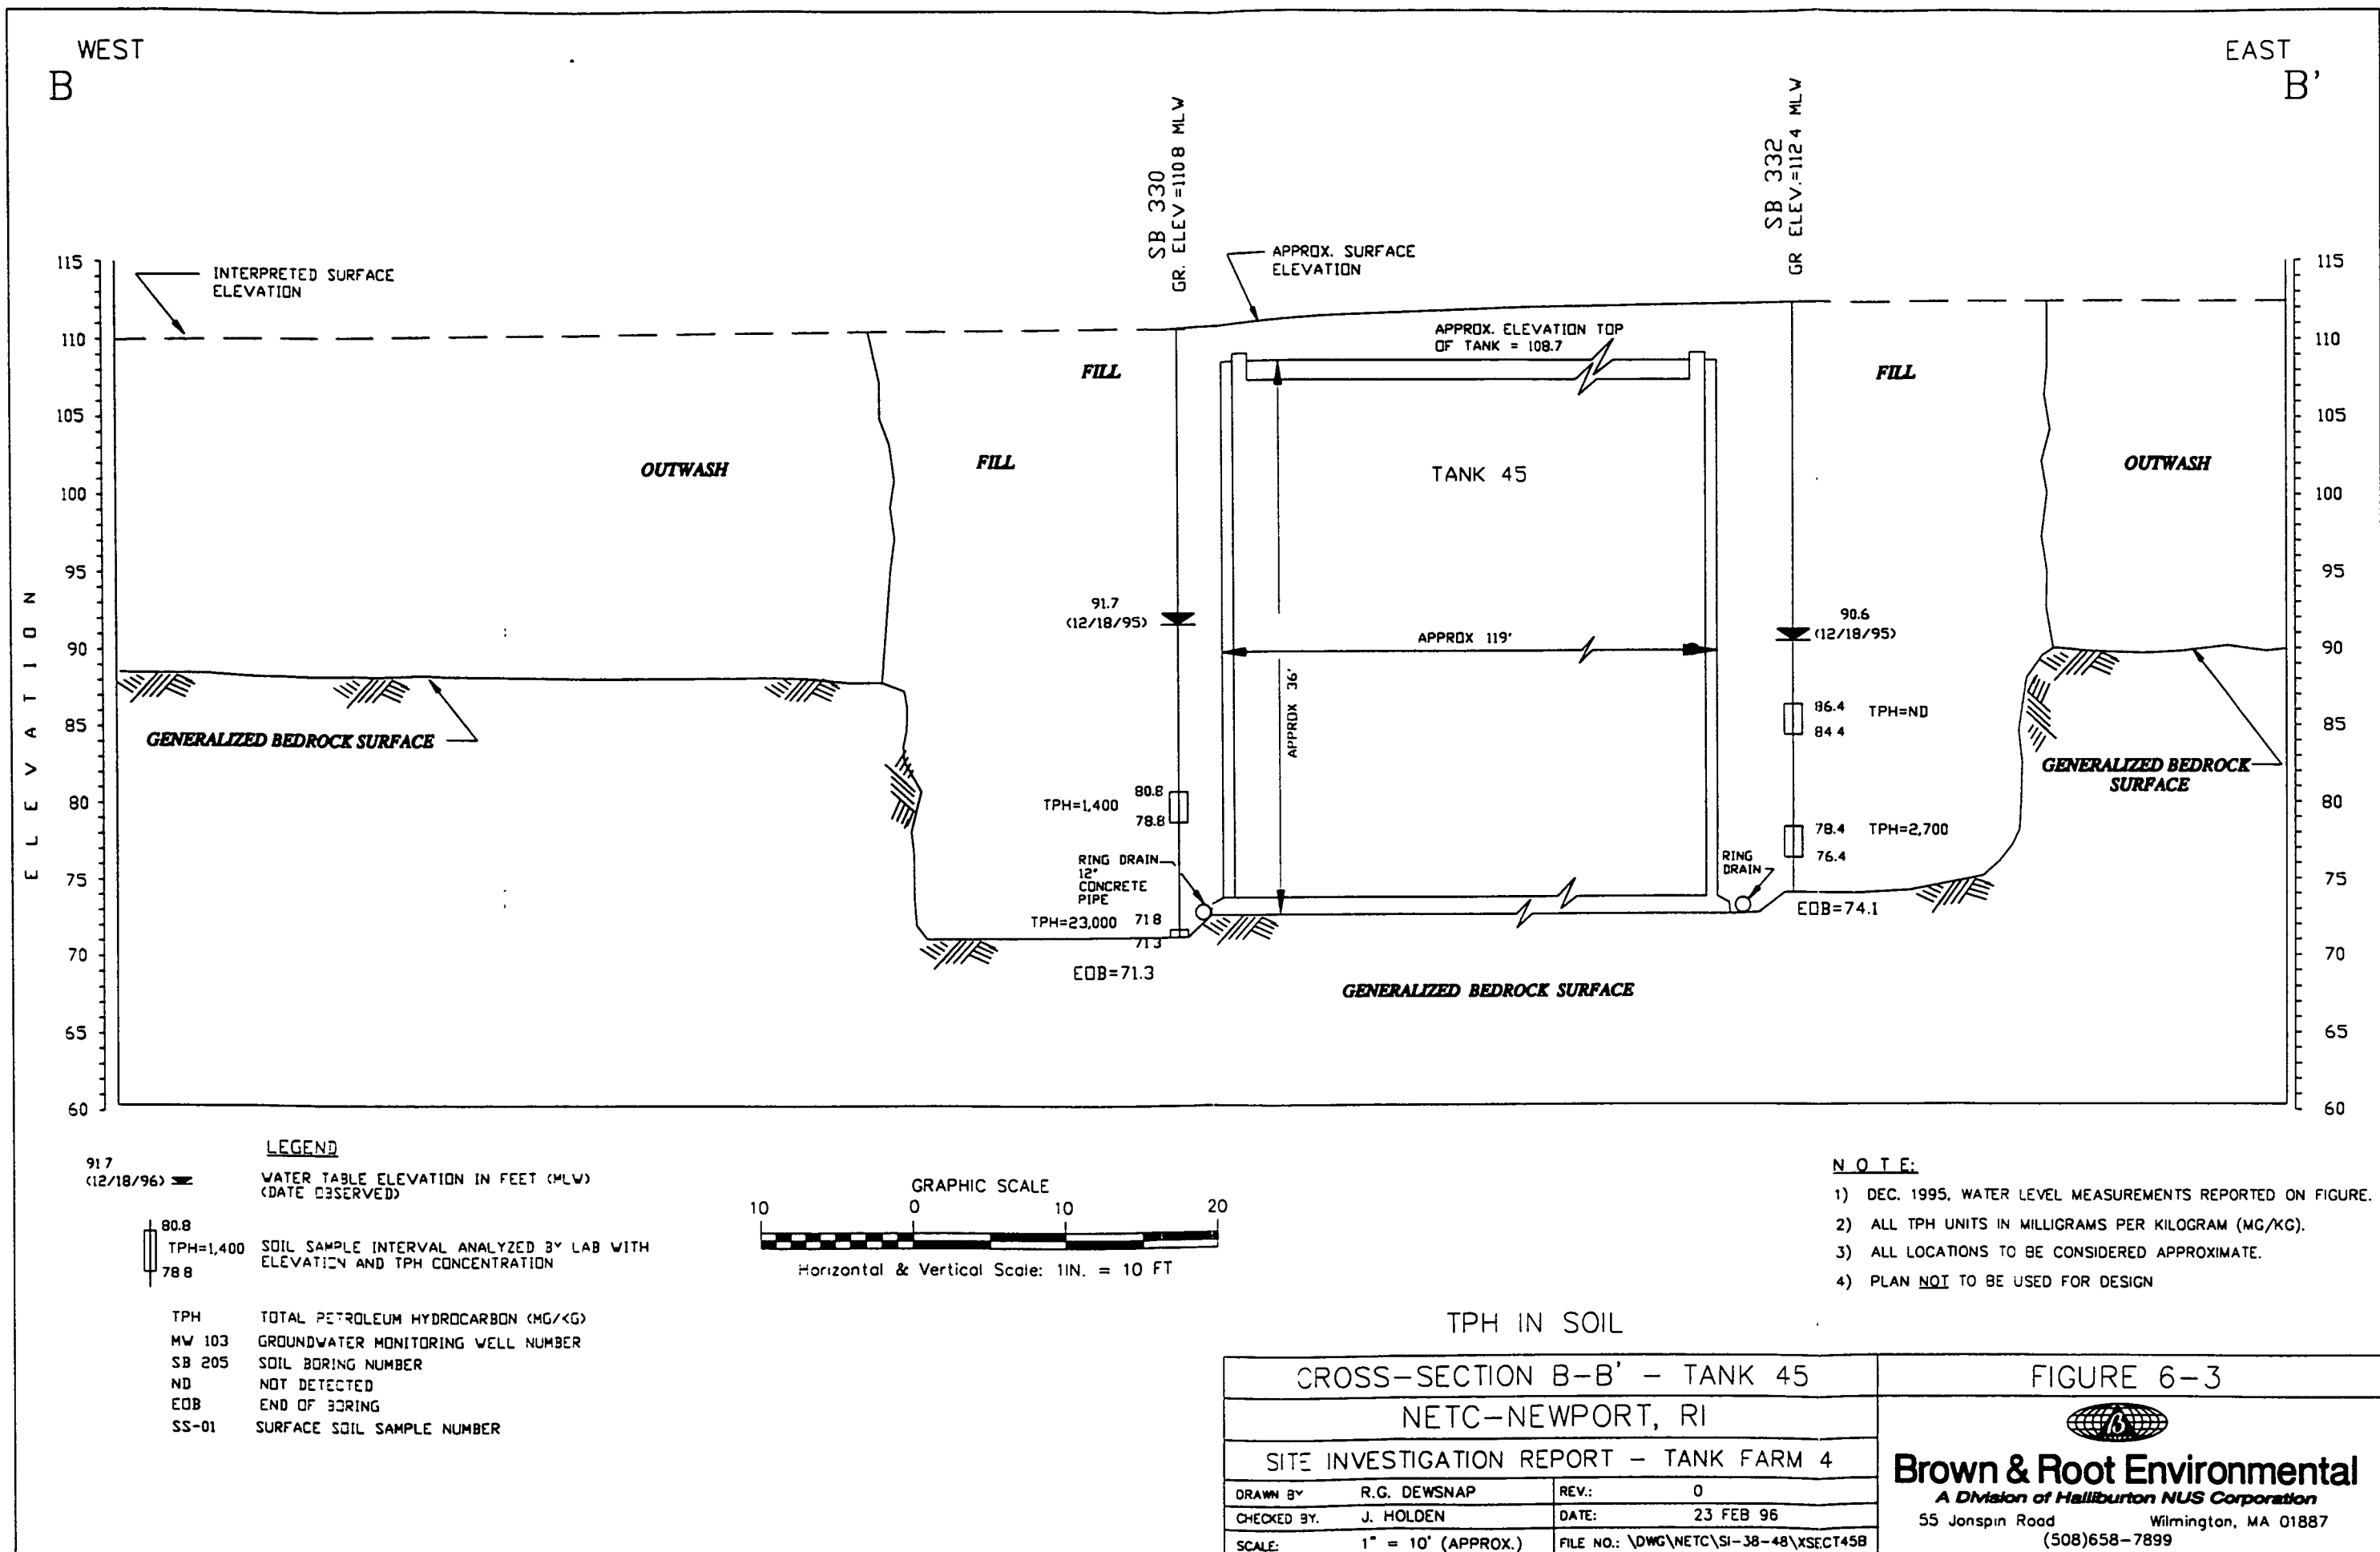 WEST
B
EAST
B'
SB 330
GR. ELEV=110 8 MLW
SB 332
GR ELEV.=112 4 MLW
INTERPRETED SURFACE
ELEVATION
APPROX. SURFACE
ELEVATION
APPROX. ELEVATION TOP
OF TANK = 108.7
ELEVATION
115
110
105
100
95
90
85
80
75
70
65
60
115
110
105
100
95
90
85
80
75
70
65
60
FILL
FILL
FILL
OUTWASH
OUTWASH
TANK 45
91.7
(12/18/95)
90.6
(12/18/95)
APPROX 119'
APPROX 36'
86.4 TPH=ND
84 4
GENERALIZED BEDROCK SURFACE
GENERALIZED BEDROCK
SURFACE
80.8
TPH=1,400
78.8
78.4 TPH=2,700
76.4
RING DRAIN
12"
CONCRETE
PIPE
RING
DRAIN
TPH=23,000 71 8
71 3
EOB=71.3
EOB=74.1
GENERALIZED BEDROCK SURFACE
LEGEND
91 7
(12/18/96)
WATER TABLE ELEVATION IN FEET (MLW)
(DATE OBSERVED)
80.8
TPH=1,400
78 8
SOIL SAMPLE INTERVAL ANALYZED BY LAB WITH
ELEVATION AND TPH CONCENTRATION
TPH TOTAL PETROLEUM HYDROCARBON (MG/KG)
MW 103 GROUNDWATER MONITORING WELL NUMBER
SB 205 SOIL BORING NUMBER
ND NOT DETECTED
EOB END OF BORING
SS-01 SURFACE SOIL SAMPLE NUMBER
GRAPHIC SCALE
10 0 10 20
Horizontal & Vertical Scale: 1IN. = 10 FT
NOTE:
1) DEC. 1995, WATER LEVEL MEASUREMENTS REPORTED ON FIGURE.
2) ALL TPH UNITS IN MILLIGRAMS PER KILOGRAM (MG/KG).
3) ALL LOCATIONS TO BE CONSIDERED APPROXIMATE.
4) PLAN NOT TO BE USED FOR DESIGN
TPH IN SOIL
CROSS-SECTION B-B' - TANK 45
NETC-NEWPORT, RI
SITE INVESTIGATION REPORT - TANK FARM 4
DRAWN BY R.G. DEWSNAP REV.: 0
CHECKED BY. J. HOLDEN DATE: 23 FEB 96
SCALE: 1" = 10' (APPROX.) FILE NO.: \DWG\NETC\SI-38-48\XSECT45B
FIGURE 6-3
Brown & Root Environmental
A Division of Halliburton NUS Corporation
55 Jonspin Road Wilmington, MA 01887
(508)658-7899